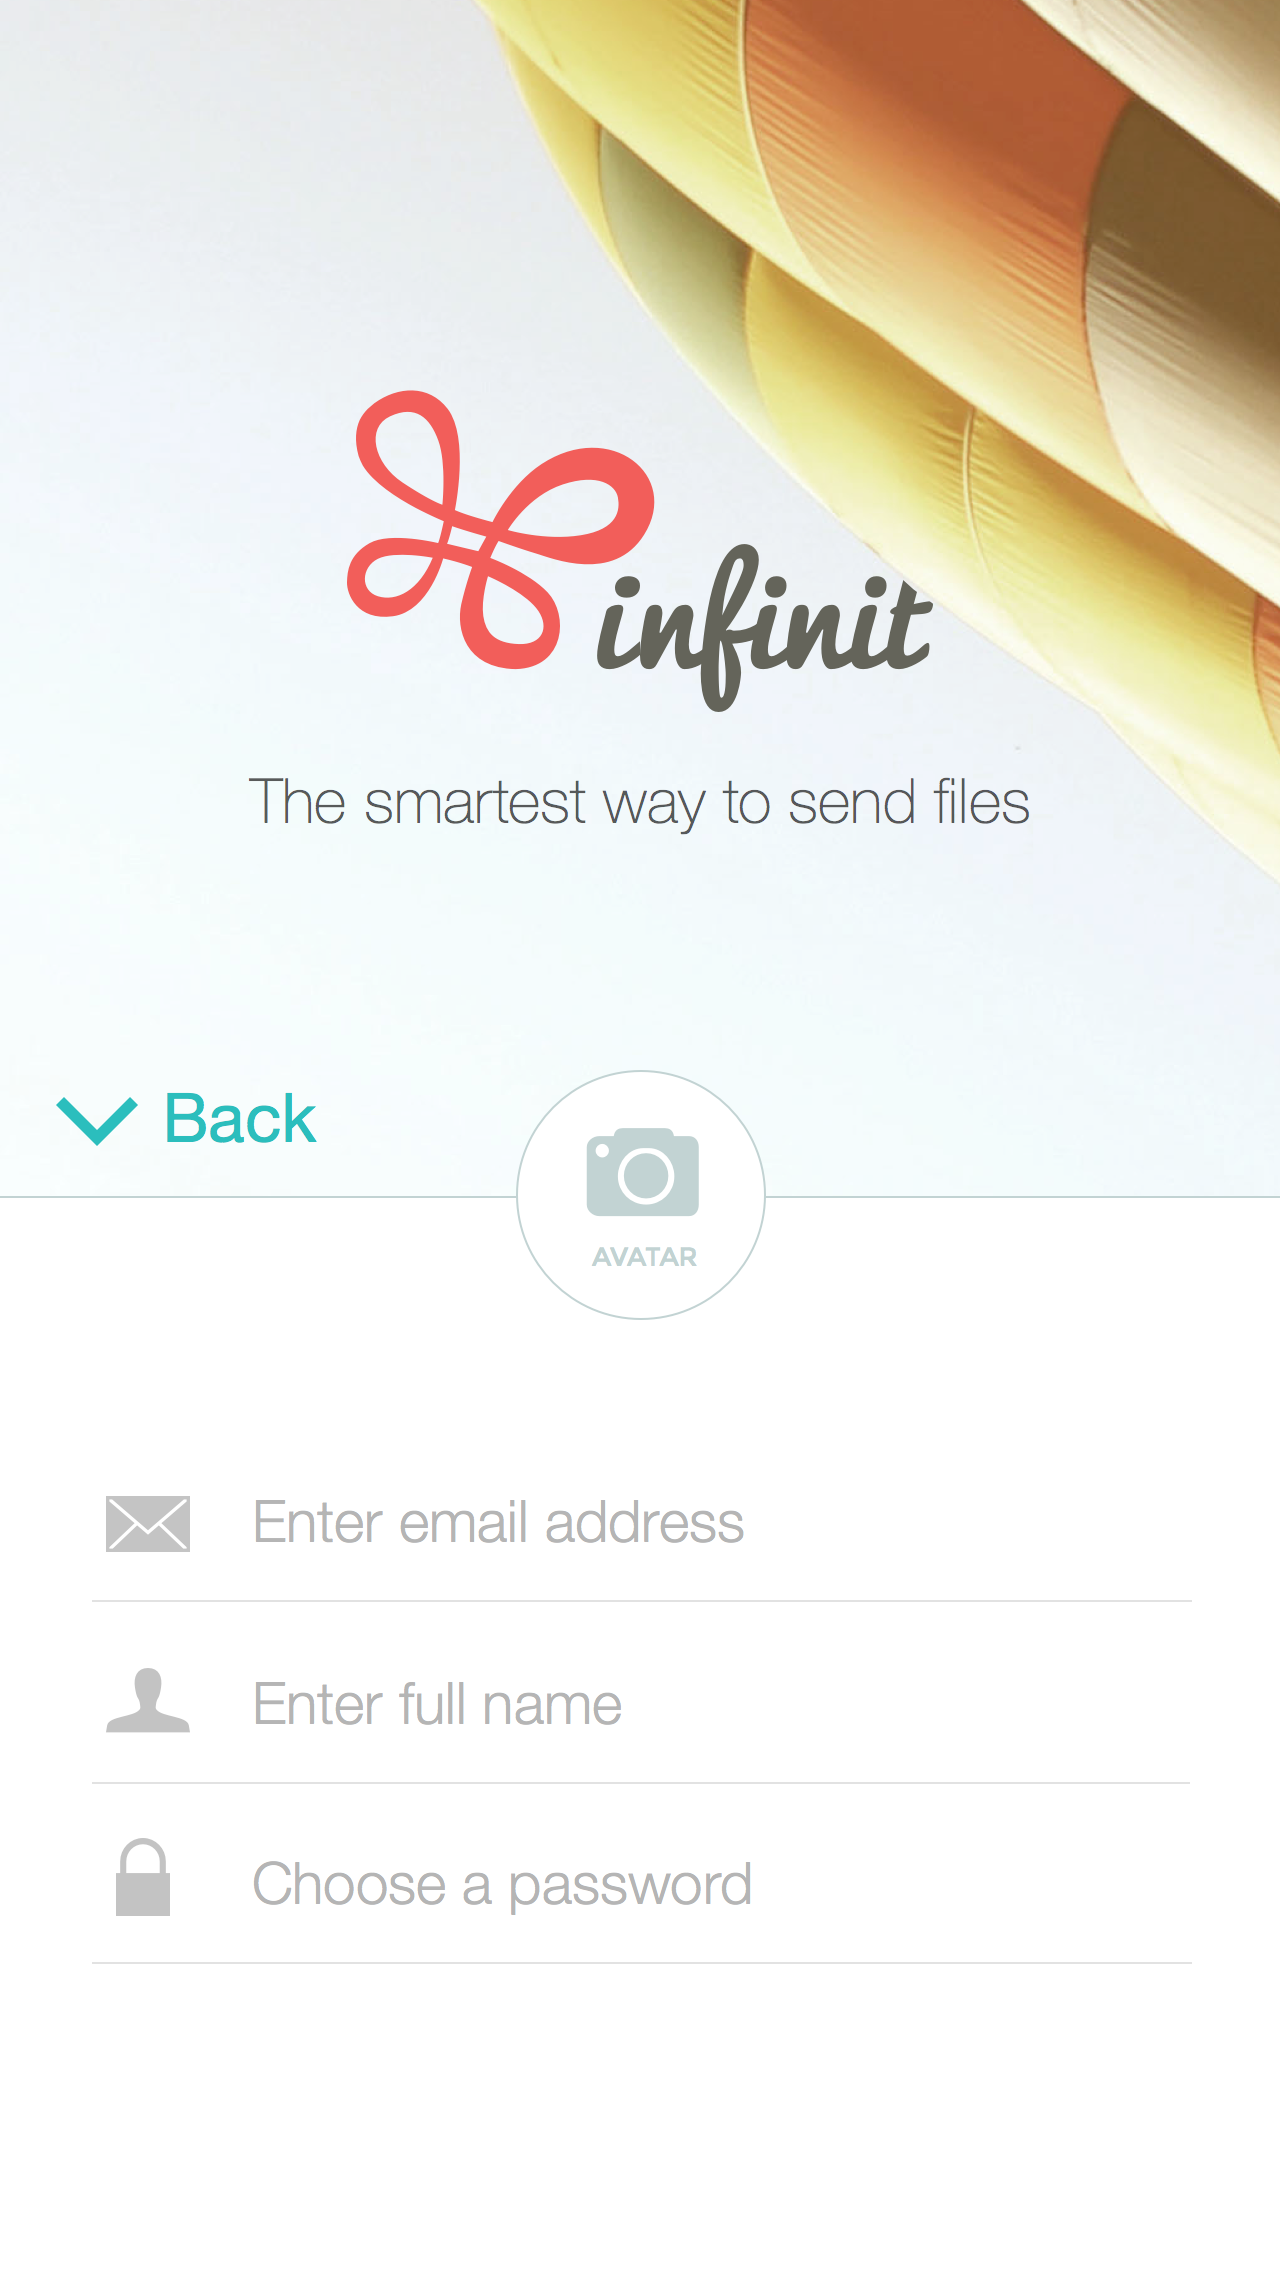 infinit
The smartest way to send files
Back
AVATAR
Enter email address
Enter full name
Choose a password